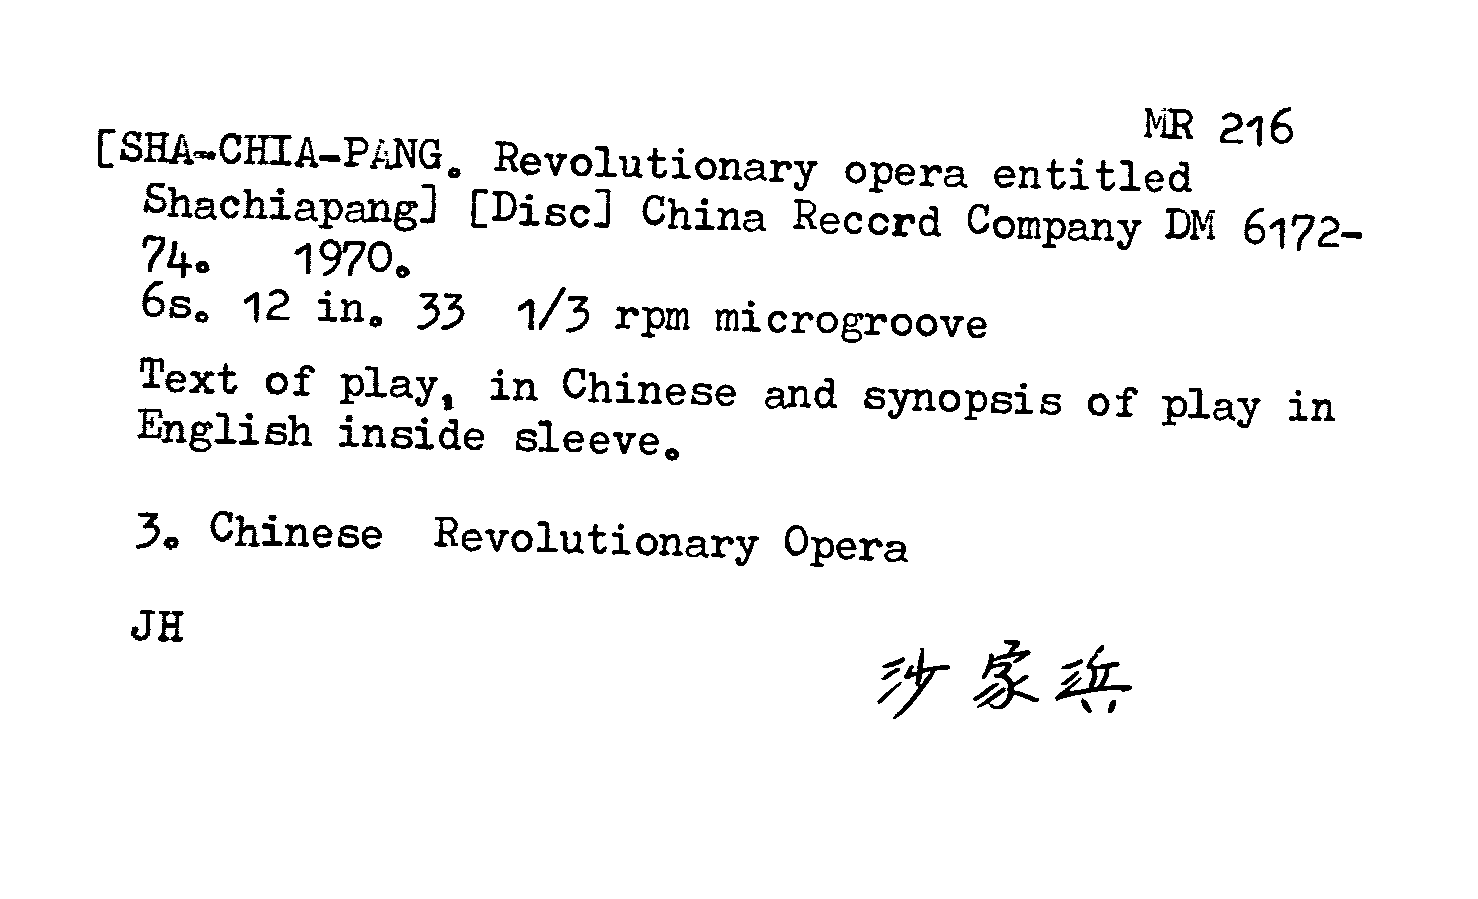 MR 216
[SHA-CHIA-PANG. Revolutionary opera entitled
Shachiapang] [Disc] China Record Company DM 6172-
74. 1970.
6s. 12 in. 33 1/3 rpm microgroove
Text of play, in Chinese and synopsis of play in
English inside sleeve.
3. Chinese Revolutionary Opera
JH
沙家浜